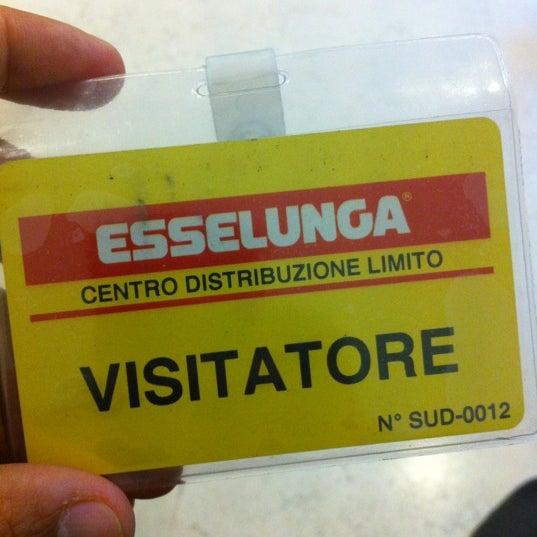 ESSELUNGA®
CENTRO DISTRIBUZIONE LIMITO
VISITATORE
N° SUD-0012